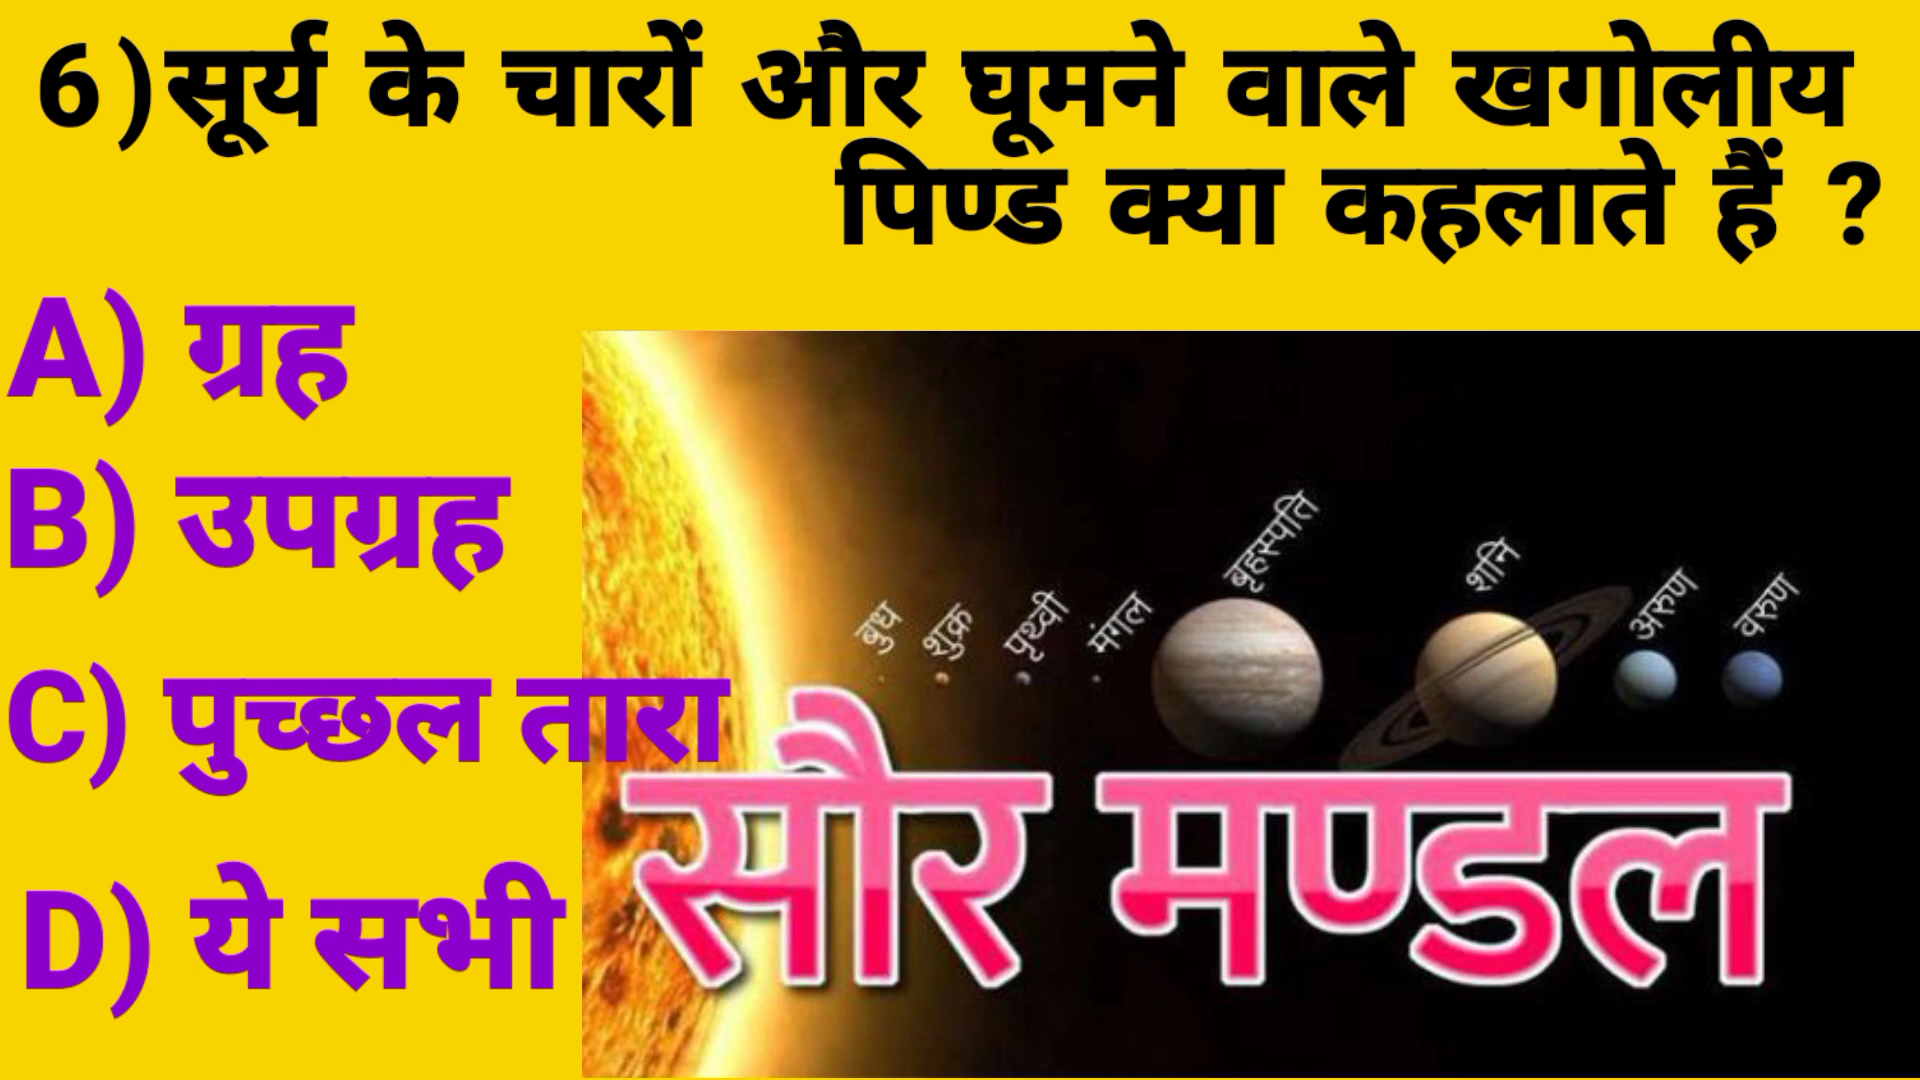 6)सूर्य के चारों और घूमने वाले खगोलीय
पिण्ड क्या कहलाते हैं ?
A) ग्रह
B) उपग्रह
C) पुच्छल तारा
D) ये सभी
बुध
शुक्र
पृथ्वी
मंगल
बृहस्पति
शनि
अरुण
वरुण
सौर मण्डल